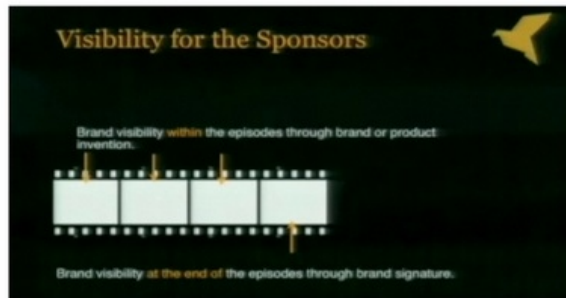 Visibility for the Sponsors
Brand visibility within the episodes through brand or product
invention.
Brand visibility at the end of the episodes through brand signature.